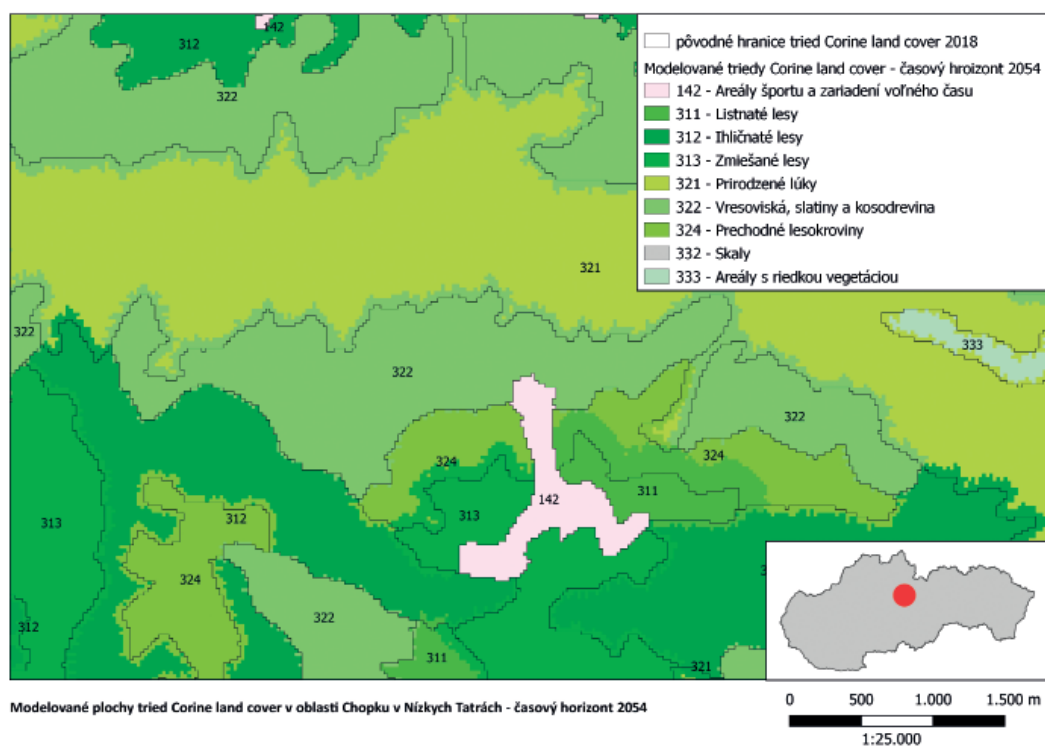 312
142
322
321
322
333
322
322
324
324
313
142
311
313
312
324
322
312
311
321
pôvodné hranice tried Corine land cover 2018
Modelované triedy Corine land cover - časový hroizont 2054
142 - Areály športu a zariadení voľného času
311 - Listnaté lesy
312 - Ihličnaté lesy
313 - Zmiešané lesy
321 - Prirodzené lúky
322 - Vresoviská, slatiny a kosodrevina
324 - Prechodné lesokroviny
332 - Skaly
333 - Areály s riedkou vegetáciou
Modelované plochy tried Corine land cover v oblasti Chopku v Nízkych Tatrách - časový horizont 2054
0 500 1.000 1.500 m
1:25.000